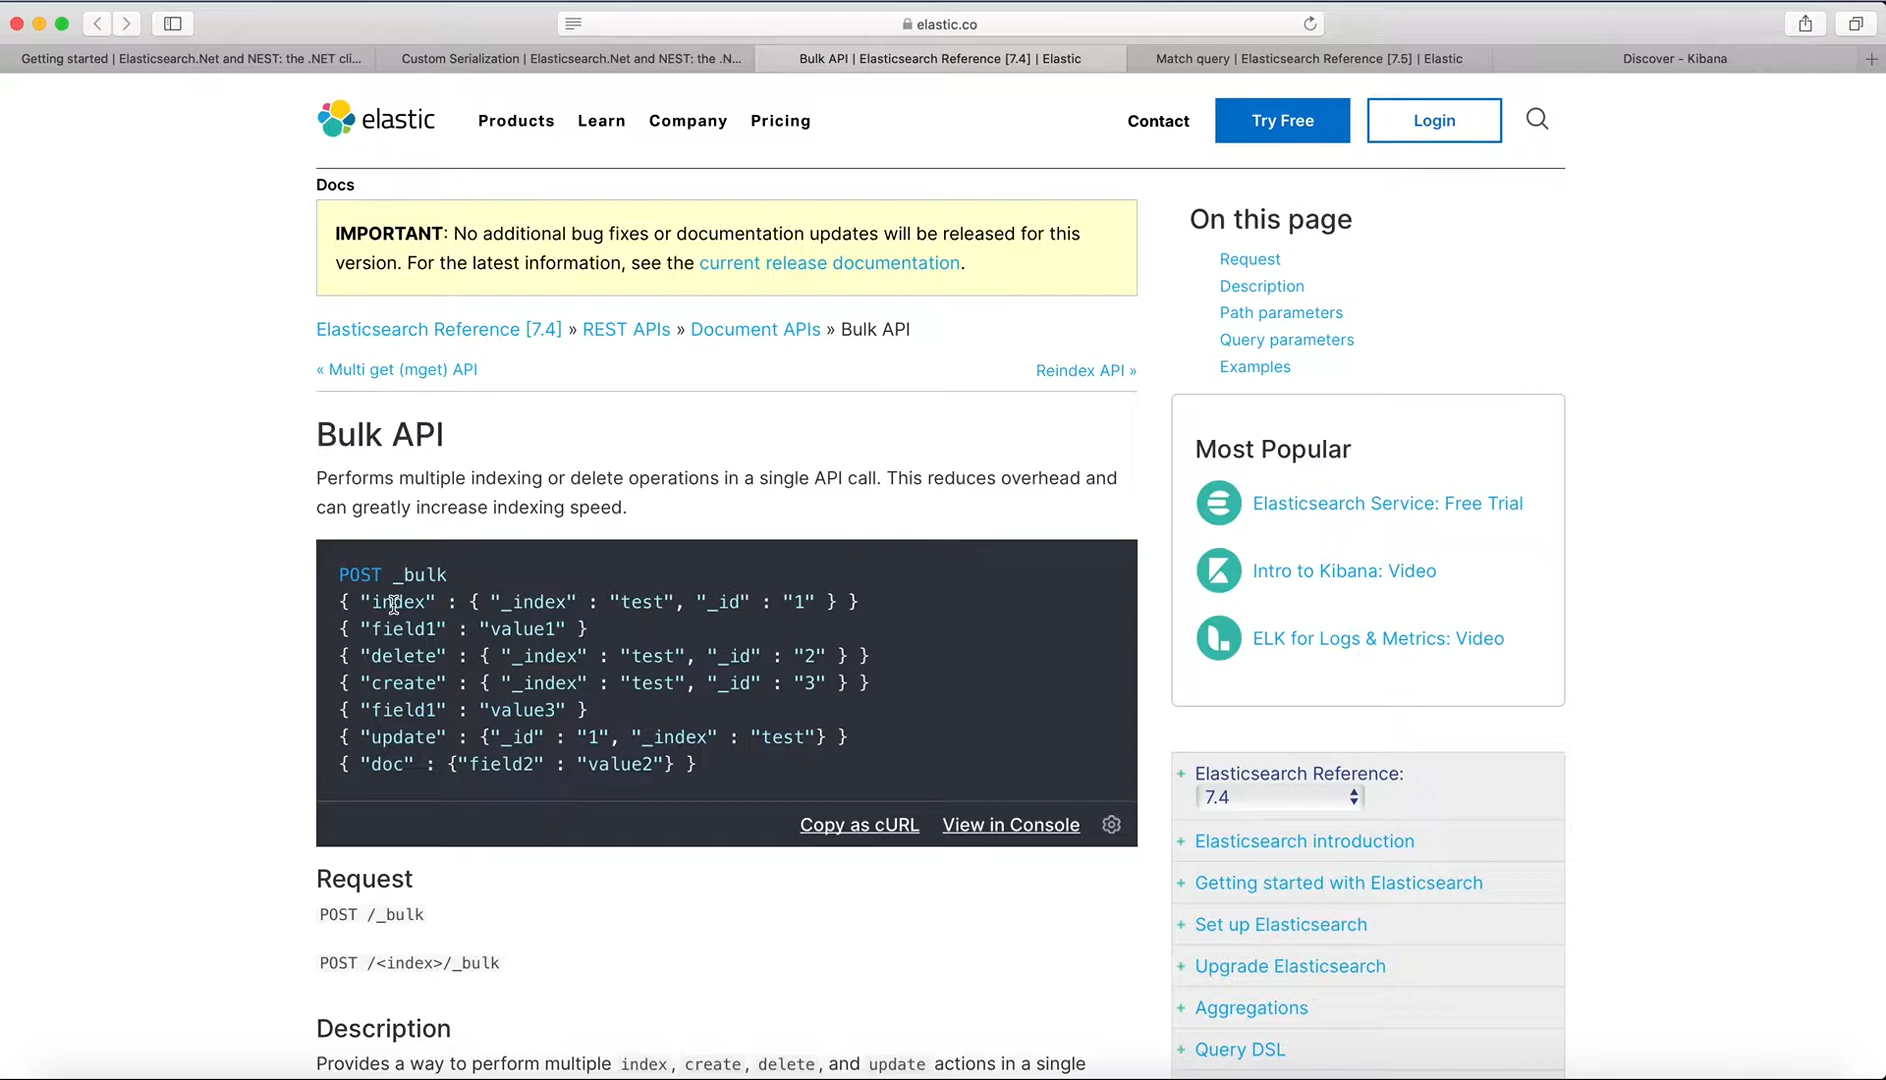 elastic.co
Getting started | Elasticsearch.Net and NEST: the .NET cli...
Custom Serialization | Elasticsearch.Net and NEST: the .N...
Bulk API | Elasticsearch Reference [7.4] | Elastic
Match query | Elasticsearch Reference [7.5] | Elastic
Discover - Kibana
elastic
Products
Learn
Company
Pricing
Contact
Try Free
Login
Docs
IMPORTANT: No additional bug fixes or documentation updates will be released for this
version. For the latest information, see the current release documentation.
Elasticsearch Reference [7.4] » REST APIs » Document APIs » Bulk API
« Multi get (mget) API
Reindex API »
Bulk API
Performs multiple indexing or delete operations in a single API call. This reduces overhead and
can greatly increase indexing speed.
POST _bulk
{ "index" : { "_index" : "test", "_id" : "1" } }
{ "field1" : "value1" }
{ "delete" : { "_index" : "test", "_id" : "2" } }
{ "create" : { "_index" : "test", "_id" : "3" } }
{ "field1" : "value3" }
{ "update" : {"_id" : "1", "_index" : "test"} }
{ "doc" : {"field2" : "value2"} }
Copy as cURL
View in Console
Request
POST /_bulk
POST /<index>/_bulk
Description
Provides a way to perform multiple index, create, delete, and update actions in a single
On this page
Request
Description
Path parameters
Query parameters
Examples
Most Popular
Elasticsearch Service: Free Trial
Intro to Kibana: Video
ELK for Logs & Metrics: Video
+ Elasticsearch Reference:
7.4
+ Elasticsearch introduction
+ Getting started with Elasticsearch
+ Set up Elasticsearch
+ Upgrade Elasticsearch
+ Aggregations
+ Query DSL